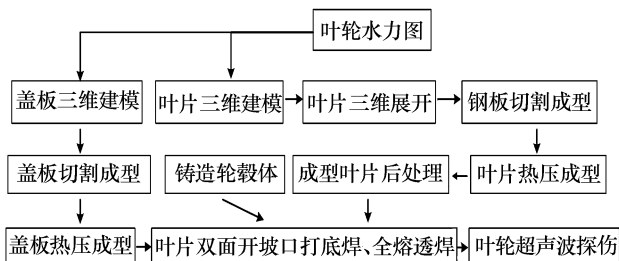 叶轮水力图
盖板三维建模
叶片三维建模
叶片三维展开
钢板切割成型
盖板切割成型
铸造轮毂体
成型叶片后处理
叶片热压成型
盖板热压成型
叶片双面开坡口打底焊、全熔透焊
叶轮超声波探伤